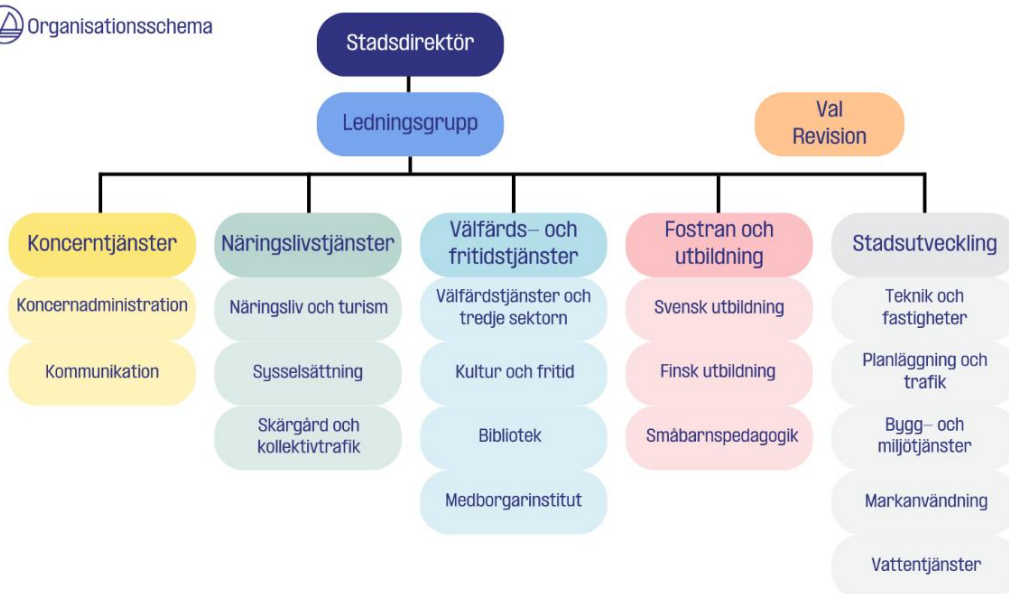 Organisationsschema
Stadsdirektör
Ledningsgrupp
Val
Revision
Koncerntjänster
Koncernadministration
Kommunikation
Näringslivstjänster
Näringsliv och turism
Sysselsättning
Skärgård och
kollektivtrafik
Välfärds– och
fritidstjänster
Välfärdstjänster och
tredje sektorn
Kultur och fritid
Bibliotek
Medborgarinstitut
Fostran och
utbildning
Svensk utbildning
Finsk utbildning
Småbarnspedagogik
Stadsutveckling
Teknik och
fastigheter
Planläggning och
trafik
Bygg– och
miljötjänster
Markanvändning
Vattentjänster